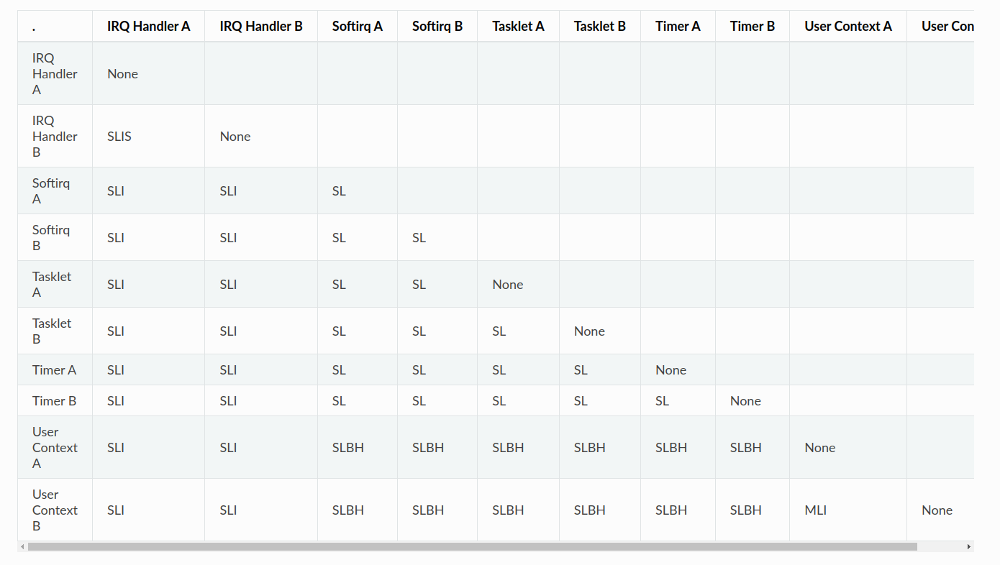 . IRQ Handler A IRQ Handler B Softirq A Softirq B Tasklet A Tasklet B Timer A Timer B User Context A User Con
IRQ
Handler
A
None
IRQ
Handler
B
SLIS None
Softirq
A
SLI SLI SL
Softirq
B
SLI SLI SL SL
Tasklet
A
SLI SLI SL SL None
Tasklet
B
SLI SLI SL SL SL None
Timer A SLI SLI SL SL SL SL None
Timer B SLI SLI SL SL SL SL SL None
User
Context
A
SLI SLI SLBH SLBH SLBH SLBH SLBH SLBH None
User
Context
B
SLI SLI SLBH SLBH SLBH SLBH SLBH SLBH MLI None